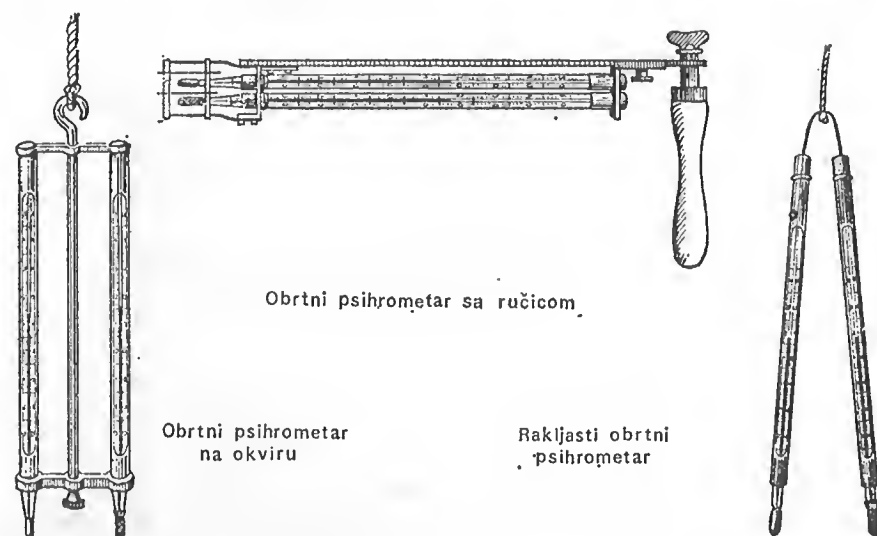 Obrtni psihrometar sa ručicom
Obrtni psihrometar
na okviru
Rakljasti obrtni
psihrometar